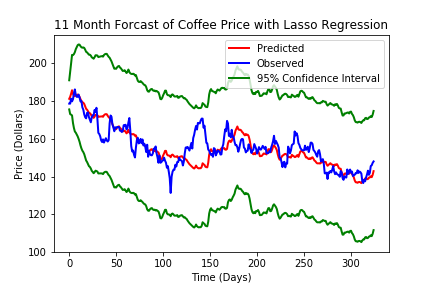 11 Month Forcast of Coffee Price with Lasso Regression
Predicted
Observed
95% Confidence Interval
Price (Dollars)
200
180
160
140
120
100
0
50
100
150
200
250
300
Time (Days)